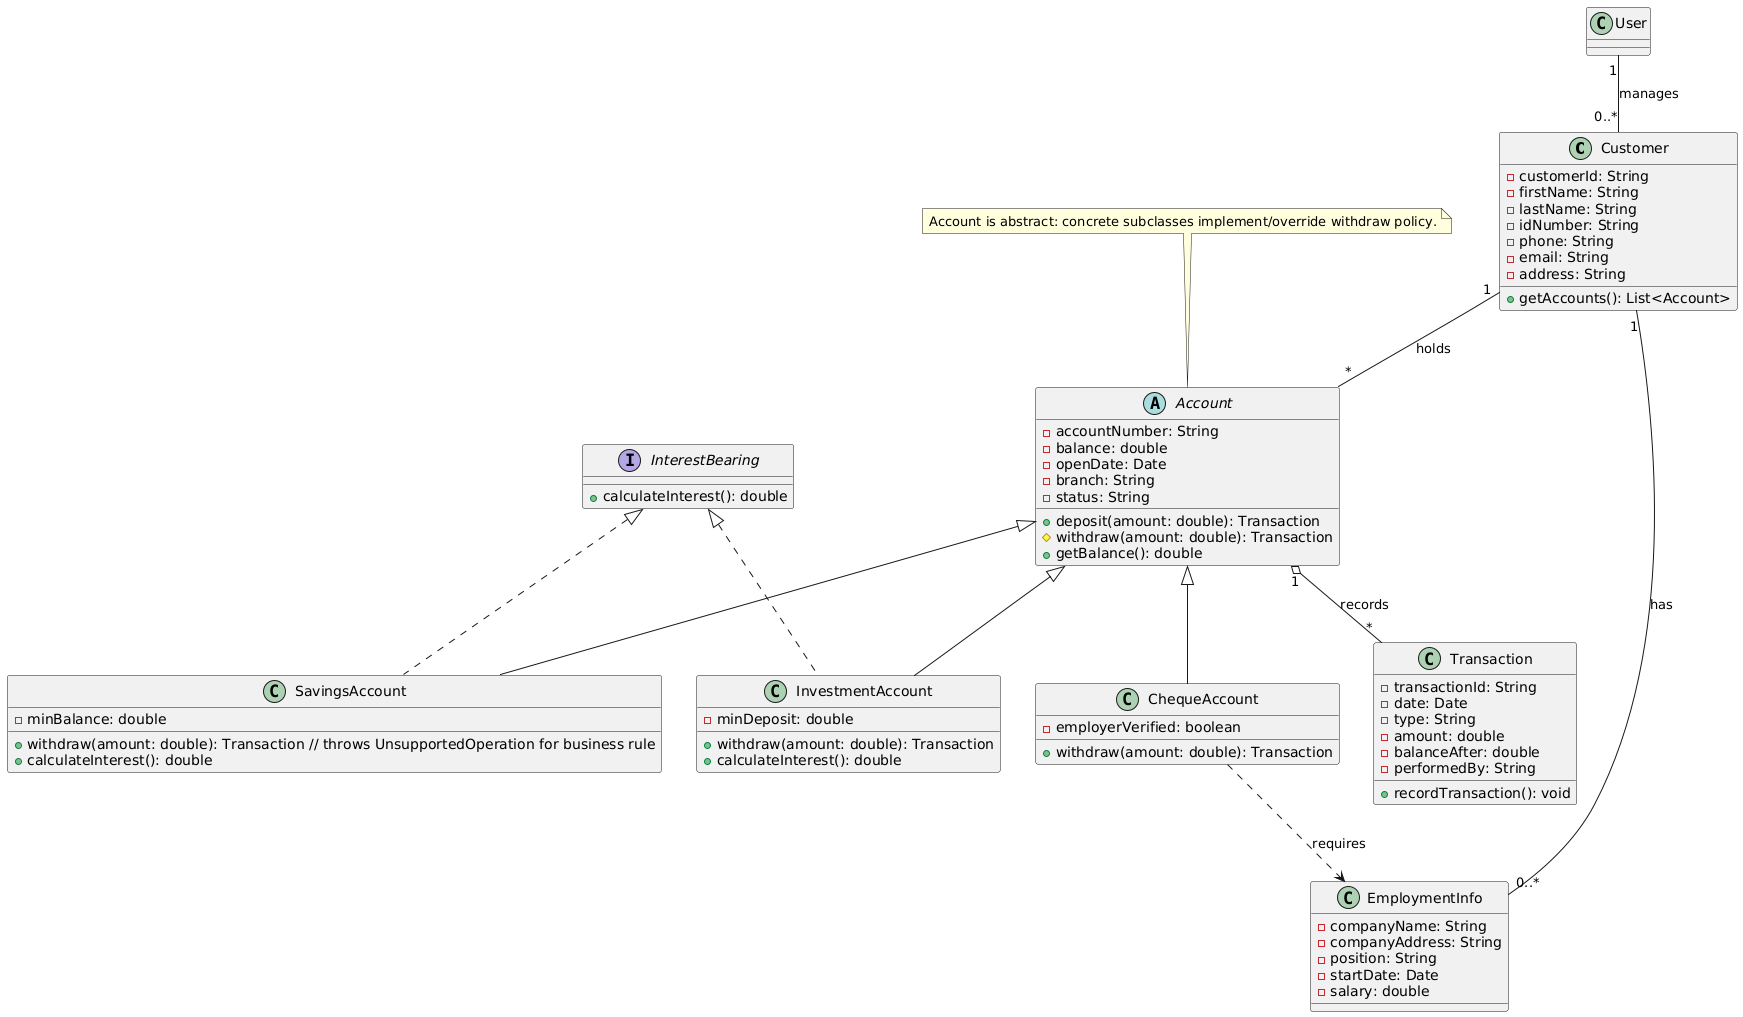 C User
1
manages
0..*
C Customer
customerId: String
firstName: String
lastName: String
idNumber: String
phone: String
email: String
address: String
getAccounts(): List<Account>
Account is abstract: concrete subclasses implement/override withdraw policy.
1
holds
*
1
has
0..*
A Account
accountNumber: String
balance: double
openDate: Date
branch: String
status: String
deposit(amount: double): Transaction
withdraw(amount: double): Transaction
getBalance(): double
I InterestBearing
calculateInterest(): double
1
records
*
C SavingsAccount
minBalance: double
withdraw(amount: double): Transaction // throws UnsupportedOperation for business rule
calculateInterest(): double
C InvestmentAccount
minDeposit: double
withdraw(amount: double): Transaction
calculateInterest(): double
C ChequeAccount
employerVerified: boolean
withdraw(amount: double): Transaction
C Transaction
transactionId: String
date: Date
type: String
amount: double
balanceAfter: double
performedBy: String
recordTransaction(): void
requires
C EmploymentInfo
companyName: String
companyAddress: String
position: String
startDate: Date
salary: double